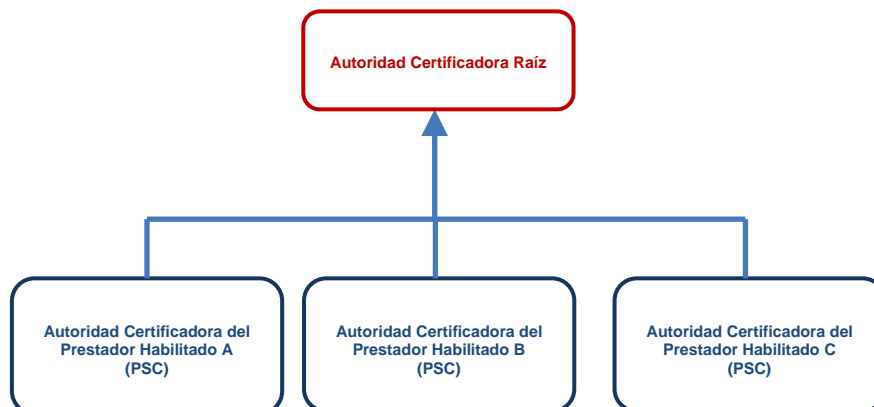 Autoridad Certificadora Raíz
Autoridad Certificadora del
Prestador Habilitado A
(PSC)
Autoridad Certificadora del
Prestador Habilitado B
(PSC)
Autoridad Certificadora del
Prestador Habilitado C
(PSC)